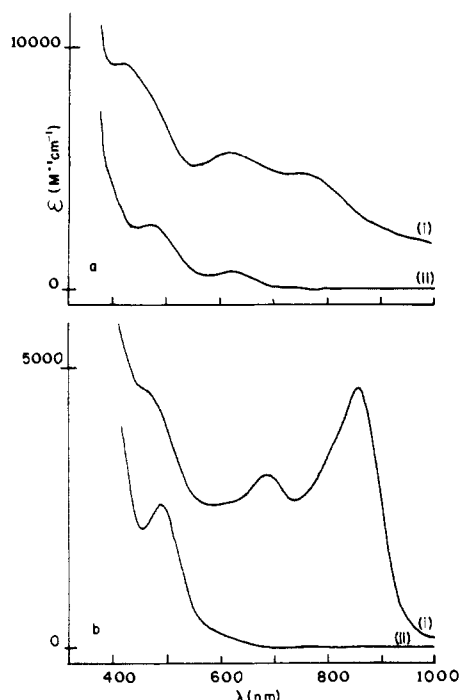 a
10000
ε (M⁻¹cm⁻¹)
(I)
a
(II)
0
5000
(I)
b
(II)
0
400 600 800 1000
λ(nm)